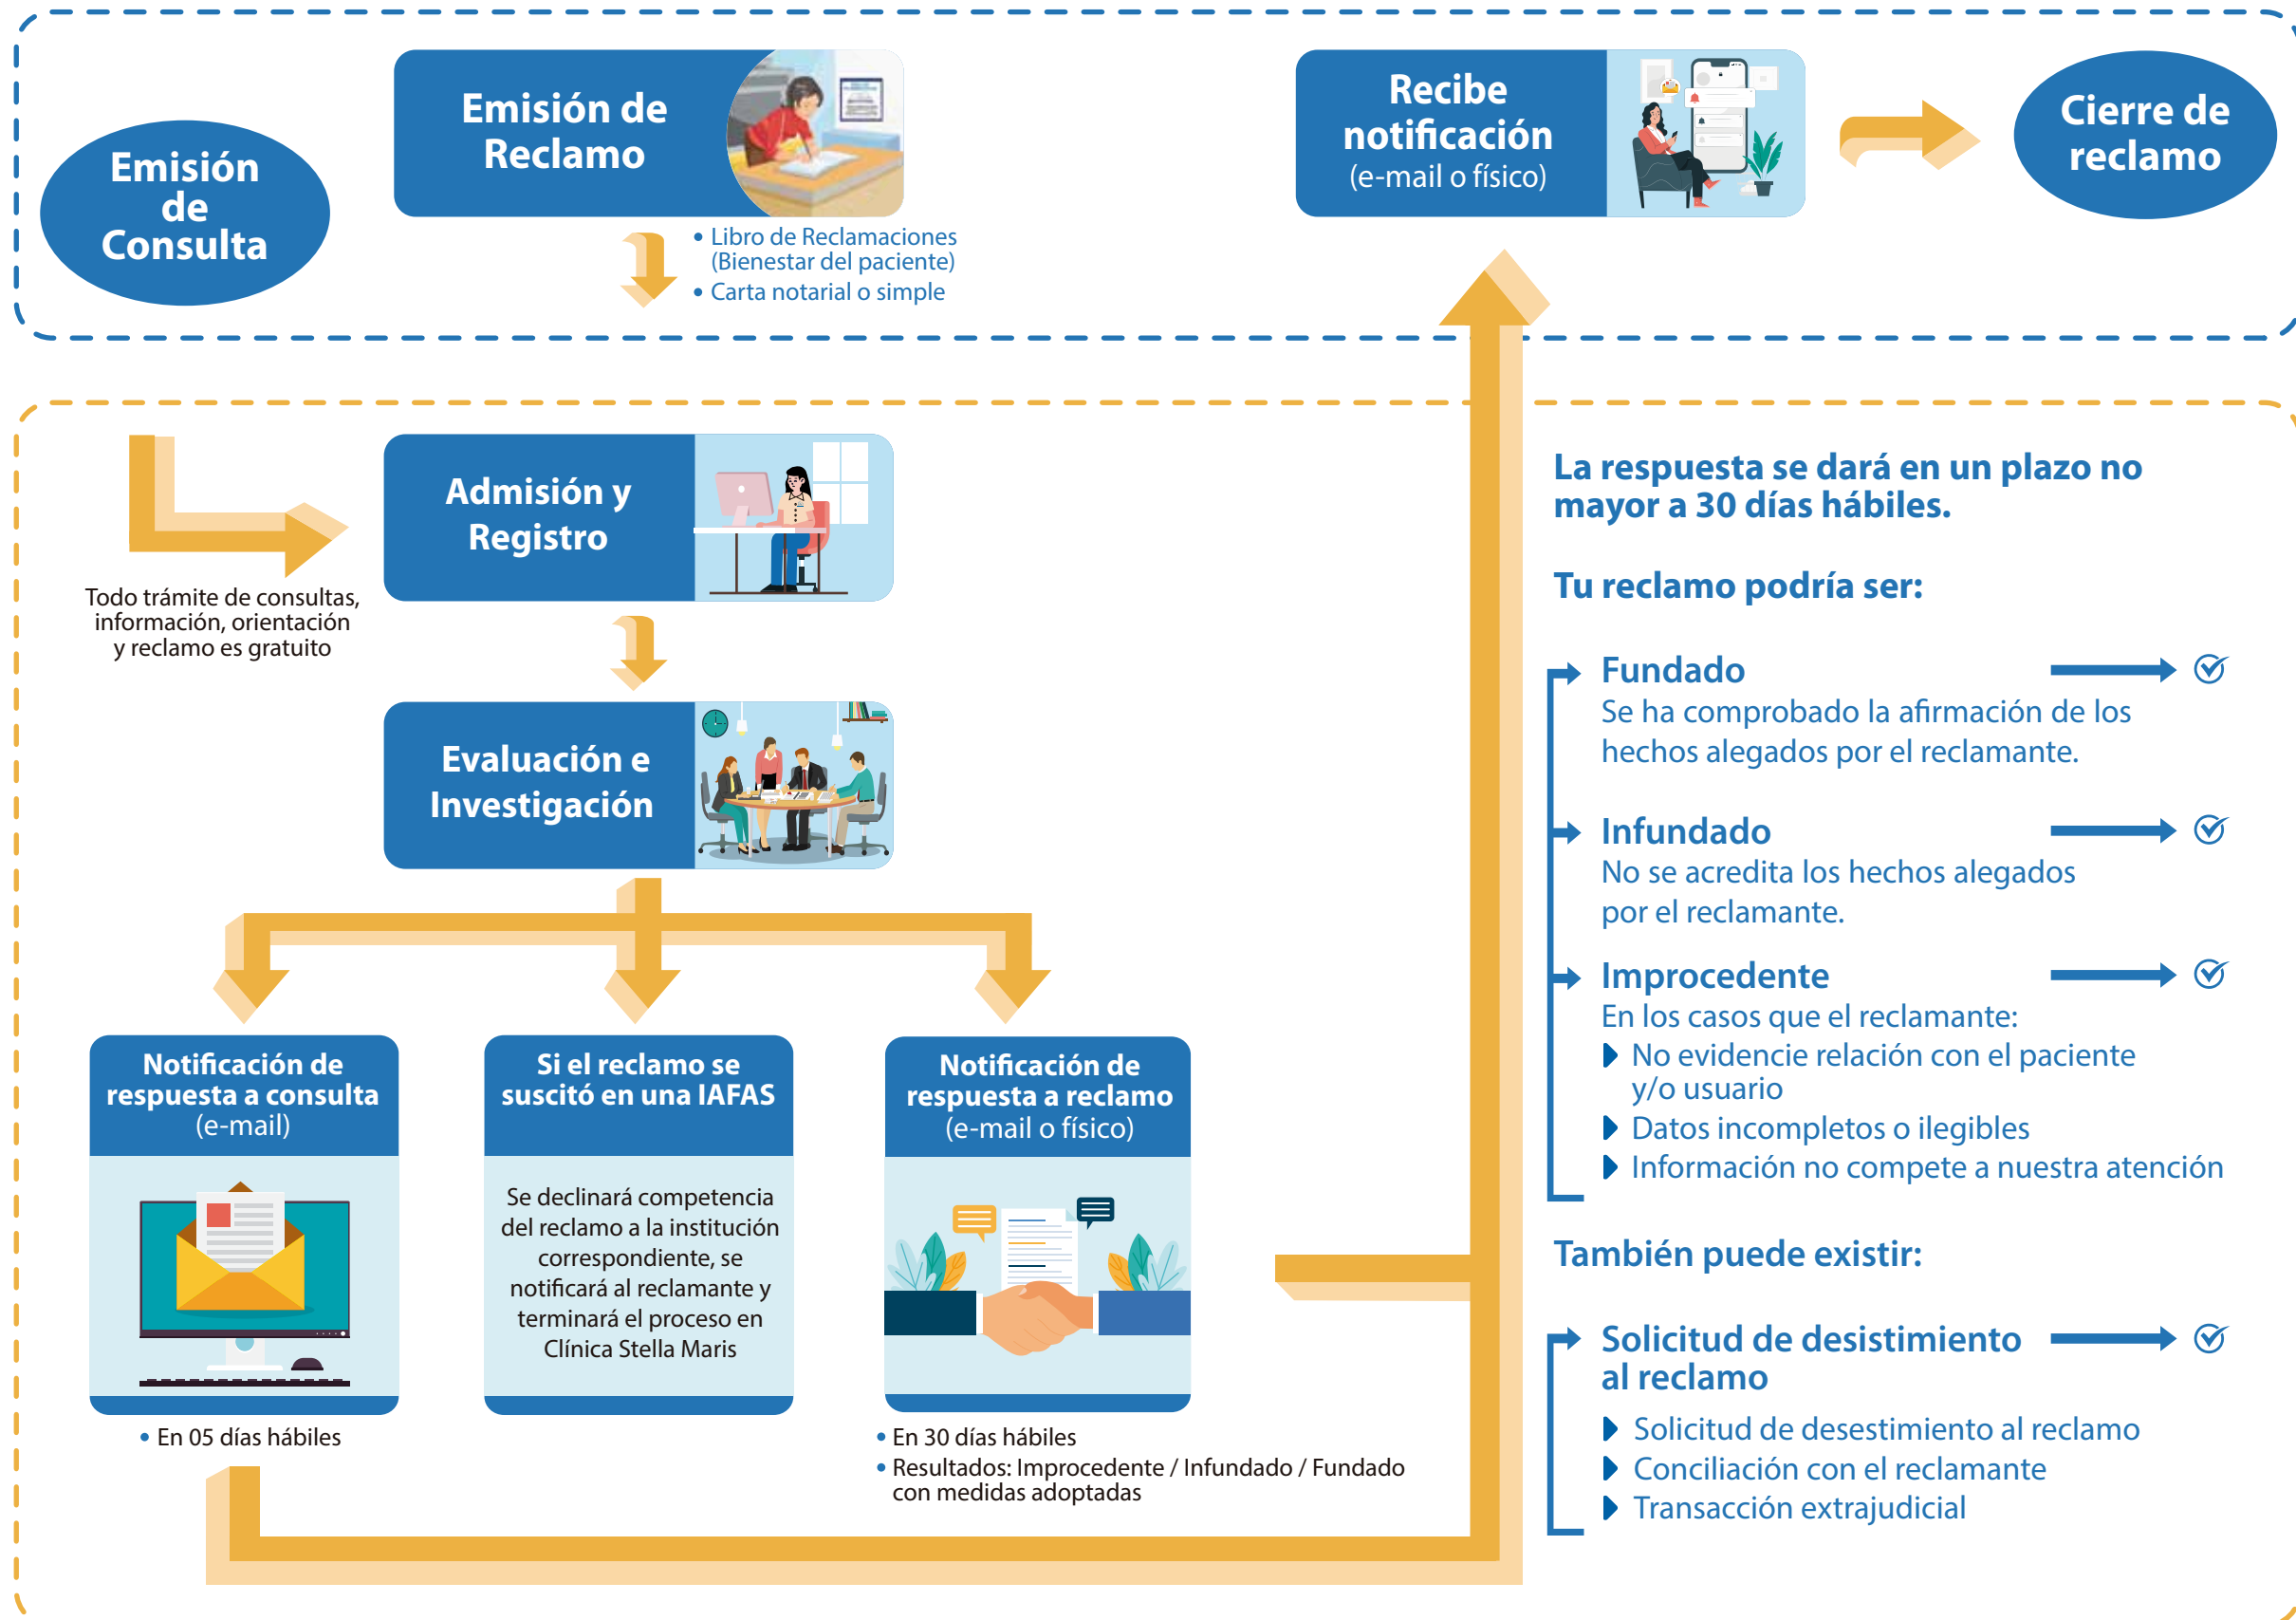 Emisión
de
Consulta
Emisión de
Reclamo
• Libro de Reclamaciones
(Bienestar del paciente)
• Carta notarial o simple
Recibe
notificación
(e-mail o físico)
Cierre de
reclamo
Todo trámite de consultas,
información, orientación
y reclamo es gratuito
Admisión y
Registro
Evaluación e
Investigación
Notificación de
respuesta a consulta
(e-mail)
• En 05 días hábiles
Si el reclamo se
suscitó en una IAFAS
Se declinará competencia
del reclamo a la institución
correspondiente, se
notificará al reclamante y
terminará el proceso en
Clínica Stella Maris
Notificación de
respuesta a reclamo
(e-mail o físico)
• En 30 días hábiles
• Resultados: Improcedente / Infundado / Fundado
con medidas adoptadas
La respuesta se dará en un plazo no
mayor a 30 días hábiles.
Tu reclamo podría ser:
Fundado
Se ha comprobado la afirmación de los
hechos alegados por el reclamante.
Infundado
No se acredita los hechos alegados
por el reclamante.
Improcedente
En los casos que el reclamante:
No evidencie relación con el paciente
y/o usuario
Datos incompletos o ilegibles
Información no compete a nuestra atención
También puede existir:
Solicitud de desistimiento
al reclamo
Solicitud de desestimiento al reclamo
Conciliación con el reclamante
Transacción extrajudicial